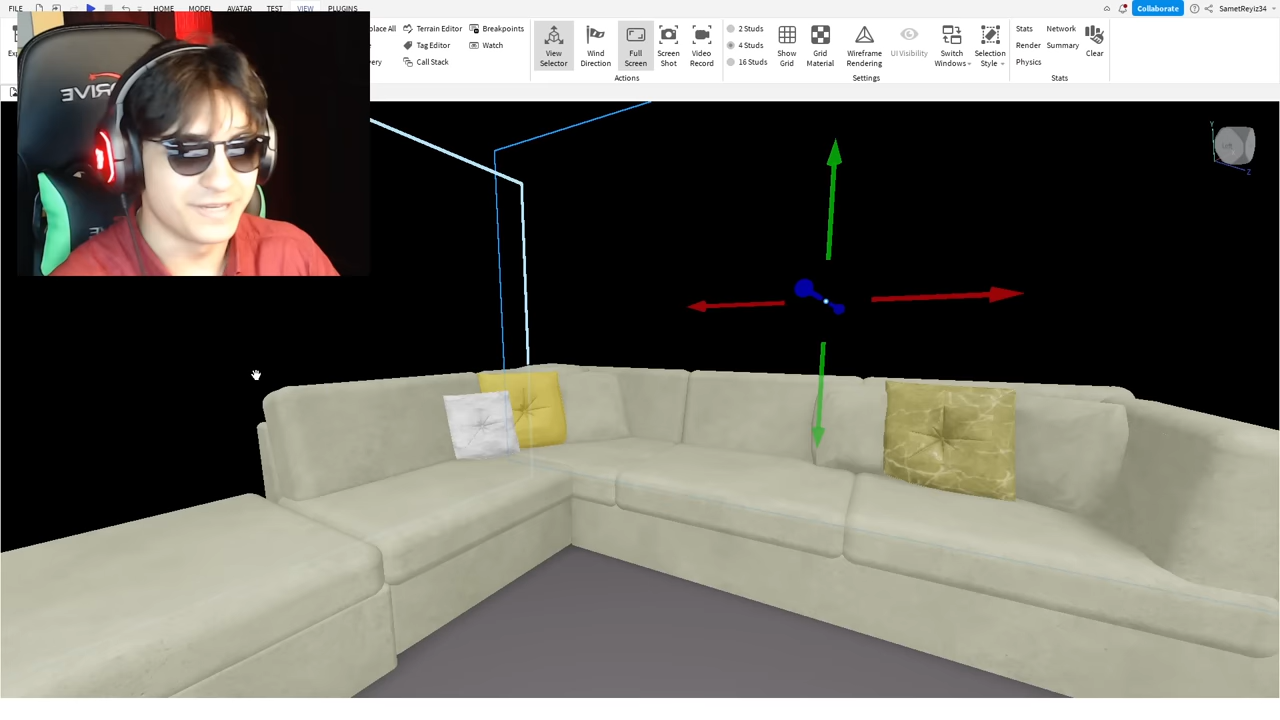 FILE HOME MODEL AVATAR TEST VIEW PLUGINS Collaborate SametReyiz34
place All Terrain Editor Breakpoints
Tag Editor Watch
Call Stack
View Selector
Wind Direction
Full Screen
Screen Shot
Video Record
Actions
2 Studs
4 Studs
16 Studs
Show Grid
Grid Material
Wireframe Rendering
UI Visibility
Switch Windows
Selection Style
Settings
Stats Network
Render Summary
Physics
Clear
Stats
Y
Z